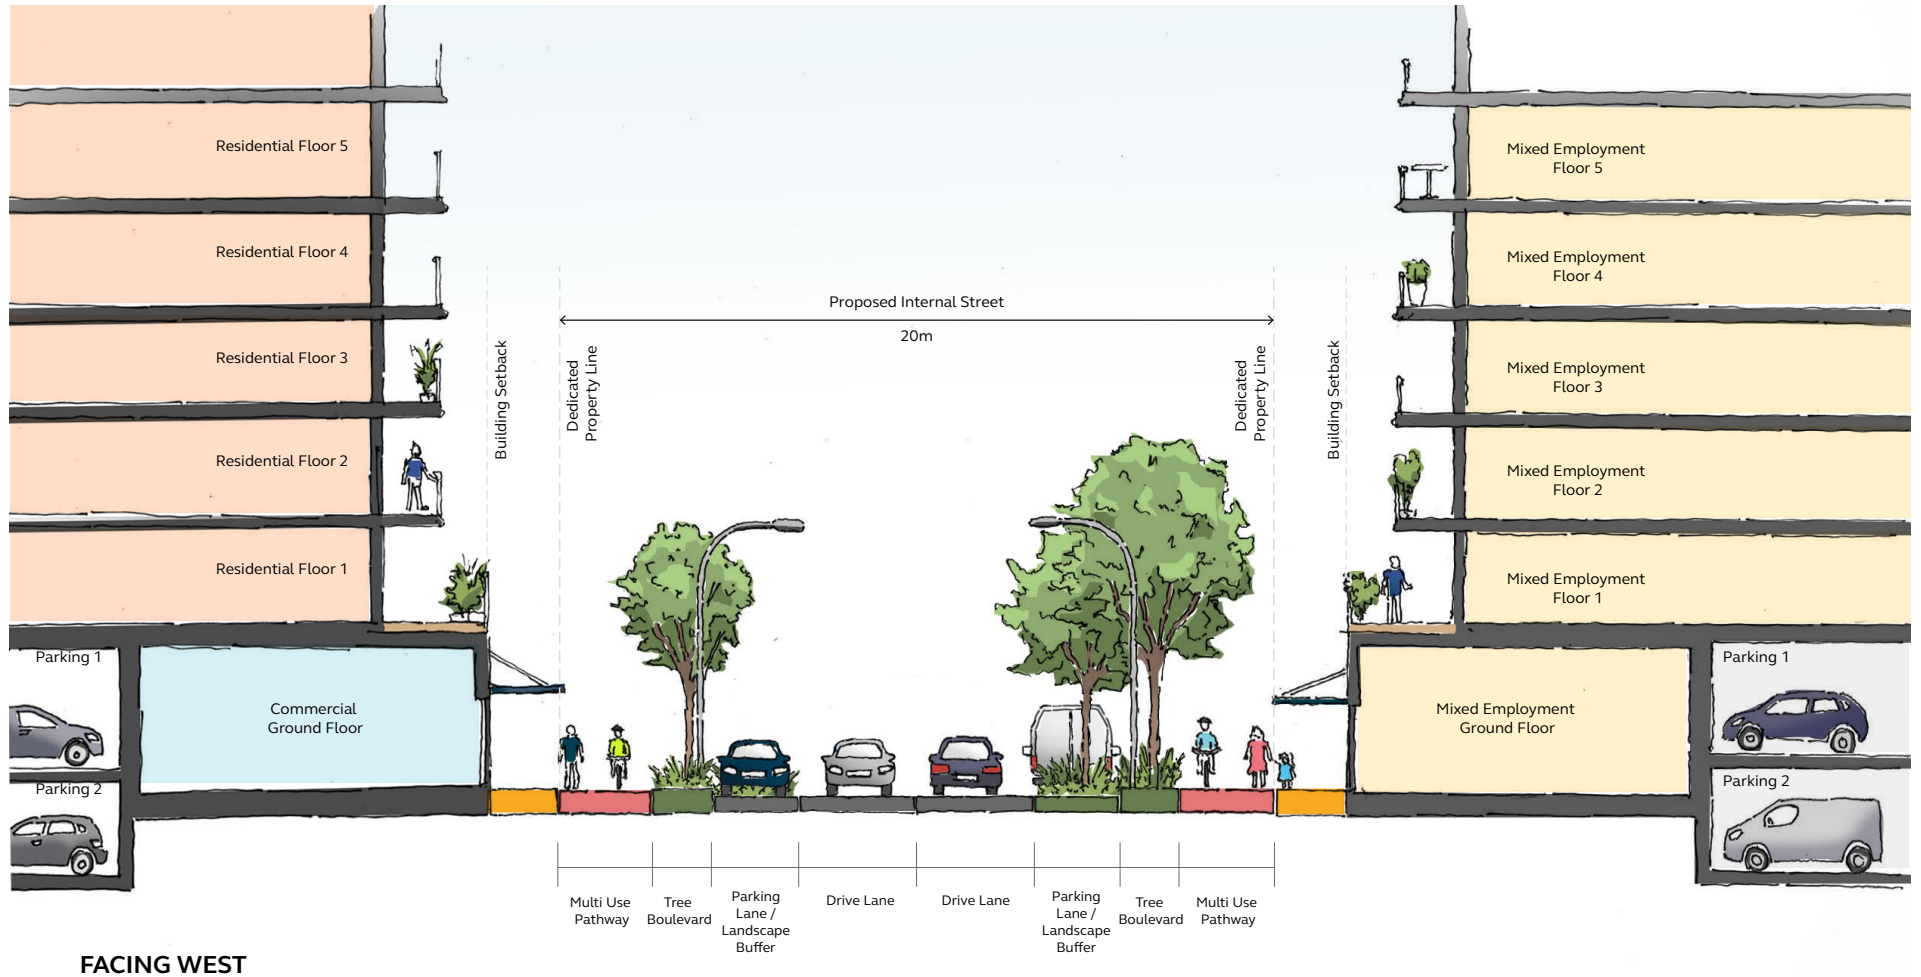 Residential Floor 5
Residential Floor 4
Residential Floor 3
Residential Floor 2
Residential Floor 1
Parking 1
Parking 2
Commercial
Ground Floor
Building Setback
Dedicated
Property Line
Proposed Internal Street
20m
Dedicated
Property Line
Building Setback
Mixed Employment
Floor 5
Mixed Employment
Floor 4
Mixed Employment
Floor 3
Mixed Employment
Floor 2
Mixed Employment
Floor 1
Mixed Employment
Ground Floor
Parking 1
Parking 2
Multi Use
Pathway
Tree
Boulevard
Parking
Lane /
Landscape
Buffer
Drive Lane
Drive Lane
Parking
Lane /
Landscape
Buffer
Tree
Boulevard
Multi Use
Pathway
FACING WEST